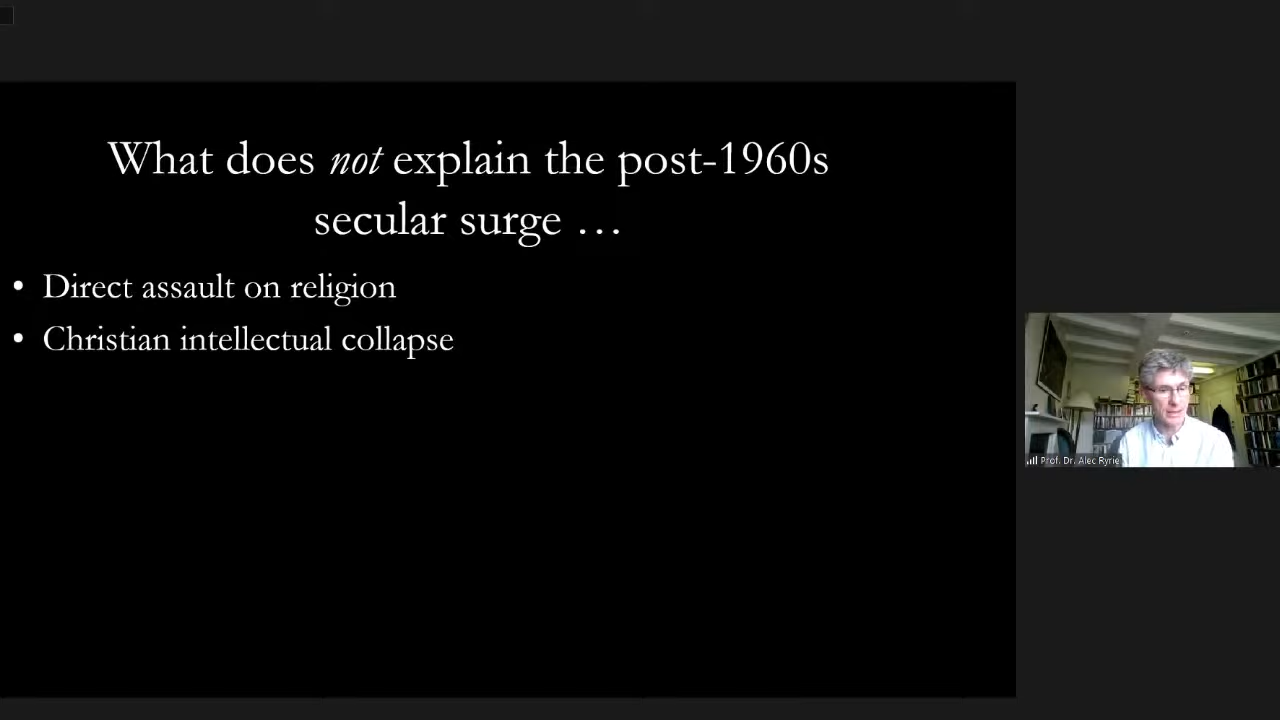 What does not explain the post-1960s
secular surge …
• Direct assault on religion
• Christian intellectual collapse
Prof. Dr. Alec Ryrie